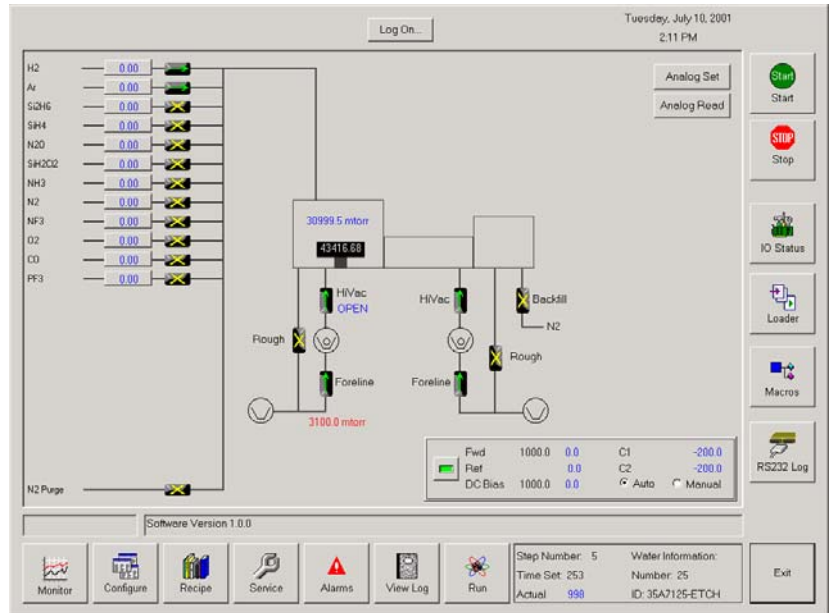 Log On...
Tuesday, July 10, 2001
2:11 PM
H2 0.00
Ar 0.00
Si2H6 0.00
SiH4 0.00
N2O 0.00
SiH2Cl2 0.00
NH3 0.00
N2 0.00
NF3 0.00
O2 0.00
CO 0.00
PF3 0.00
N2 Purge
Analog Set
Analog Read
30999.5 mtorr
43416.68
HiVac
OPEN
HiVac
Backfill
N2
Rough
Rough
Foreline
Foreline
3100.0 mtorr
Fwd 1000.0 0.0 C1 -200.0
Ref 0.0 C2 -200.0
DC Bias 1000.0 0.0 Auto Manual
Start
Start
STOP
Stop
IO Status
Loader
Macros
RS232 Log
Software Version 1.0.0
Monitor
Configure
Recipe
Service
Alarms
View Log
Run
Step Number: 5 Water Information:
Time Set: 253 Number: 25
Actual 998 ID: 35A7125-ETCH
Exit